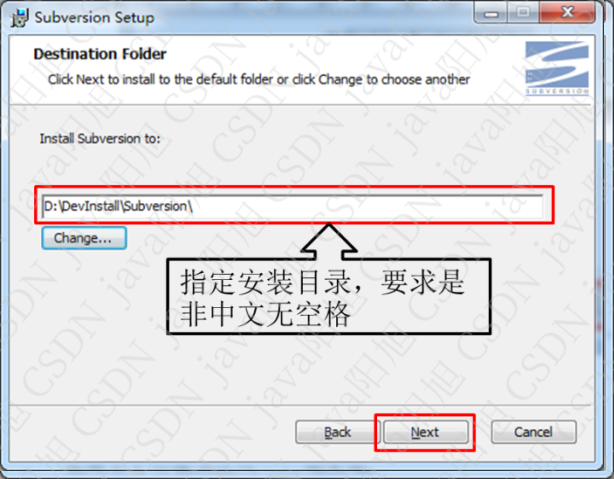 Subversion Setup
Destination Folder
Click Next to install to the default folder or click Change to choose another
SUBVERSION
Install Subversion to:
D:\DevInstall\Subversion\
Change...
指定安装目录，要求是
非中文无空格
Back
Next
Cancel
CSDN java阳旭